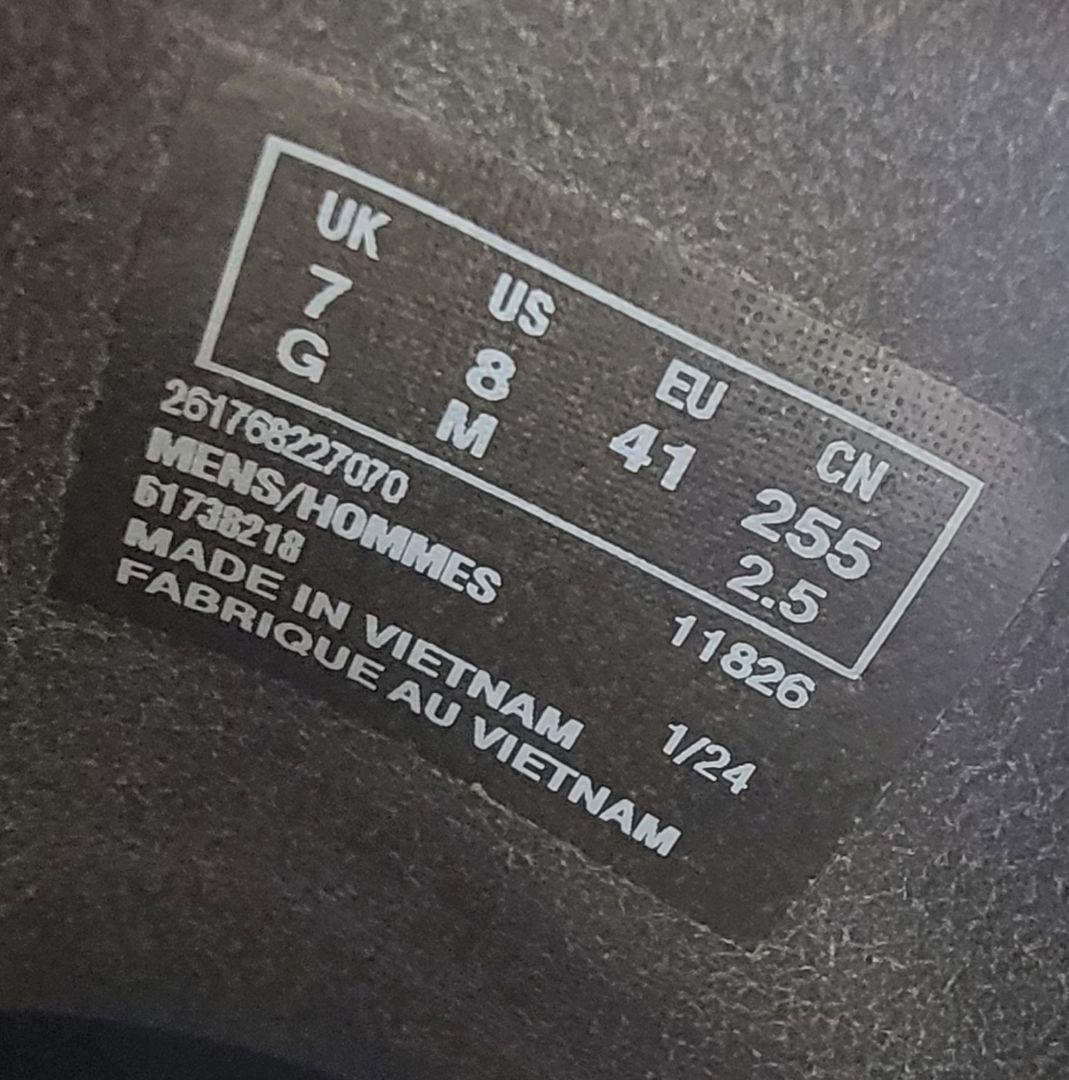 UK US EU CN
7 8 41 255
G M 2.5
261768227070 11826
MENS/HOMMES
61738218 1/24
MADE IN VIETNAM
FABRIQUE AU VIETNAM